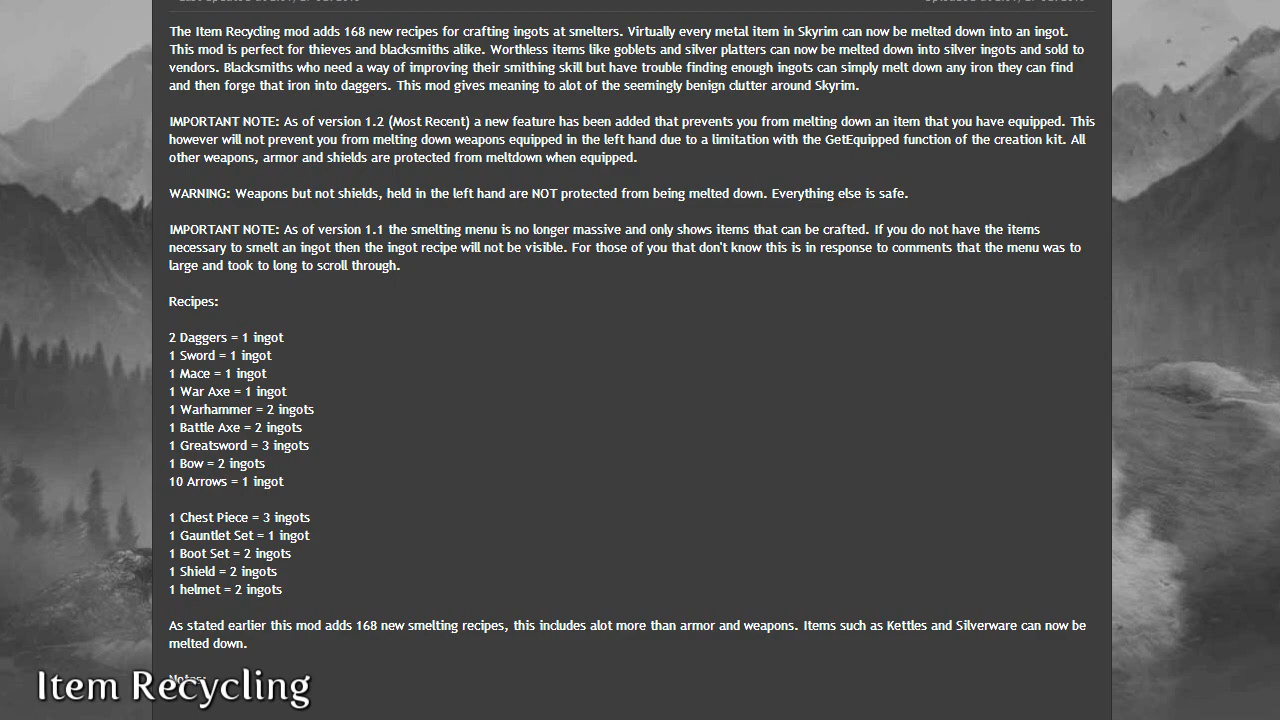 The Item Recycling mod adds 168 new recipes for crafting ingots at smelters. Virtually every metal item in Skyrim can now be melted down into an ingot.
This mod is perfect for thieves and blacksmiths alike. Worthless items like goblets and silver platters can now be melted down into silver ingots and sold to
vendors. Blacksmiths who need a way of improving their smithing skill but have trouble finding enough ingots can simply melt down any iron they can find
and then forge that iron into daggers. This mod gives meaning to alot of the seemingly benign clutter around Skyrim.
IMPORTANT NOTE: As of version 1.2 (Most Recent) a new feature has been added that prevents you from melting down an item that you have equipped. This
however will not prevent you from melting down weapons equipped in the left hand due to a limitation with the GetEquipped function of the creation kit. All
other weapons, armor and shields are protected from meltdown when equipped.
WARNING: Weapons but not shields, held in the left hand are NOT protected from being melted down. Everything else is safe.
IMPORTANT NOTE: As of version 1.1 the smelting menu is no longer massive and only shows items that can be crafted. If you do not have the items
necessary to smelt an ingot then the ingot recipe will not be visible. For those of you that don't know this is in response to comments that the menu was to
large and took to long to scroll through.
Recipes:
2 Daggers = 1 ingot
1 Sword = 1 ingot
1 Mace = 1 ingot
1 War Axe = 1 ingot
1 Warhammer = 2 ingots
1 Battle Axe = 2 ingots
1 Greatsword = 3 ingots
1 Bow = 2 ingots
10 Arrows = 1 ingot
1 Chest Piece = 3 ingots
1 Gauntlet Set = 1 ingot
1 Boot Set = 2 ingots
1 Shield = 2 ingots
1 helmet = 2 ingots
As stated earlier this mod adds 168 new smelting recipes, this includes alot more than armor and weapons. Items such as Kettles and Silverware can now be
melted down.
Notes:
Item Recycling